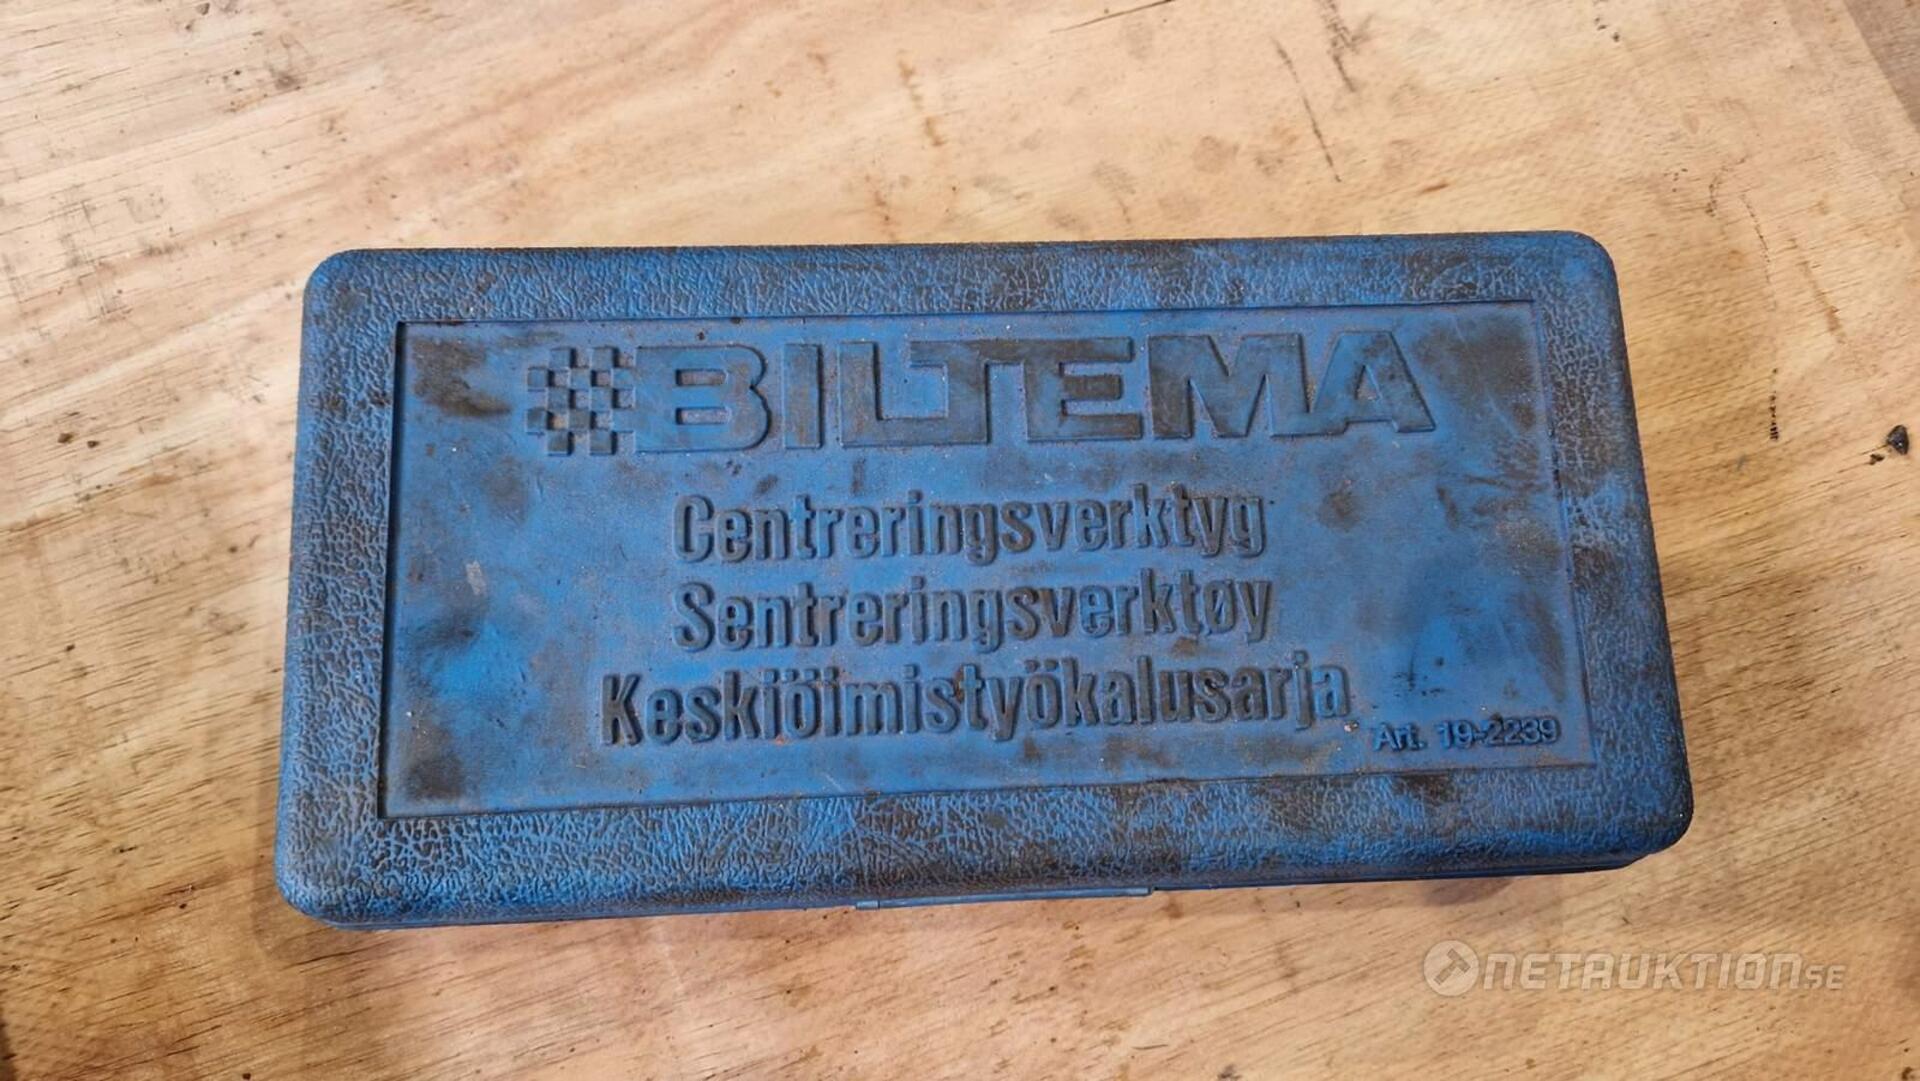 BILTEMA
Centreringsverktyg
Sentreringsverktøy
Keskiöimistyökalusarja
Art. 19-2239
NETAUKTION.SE